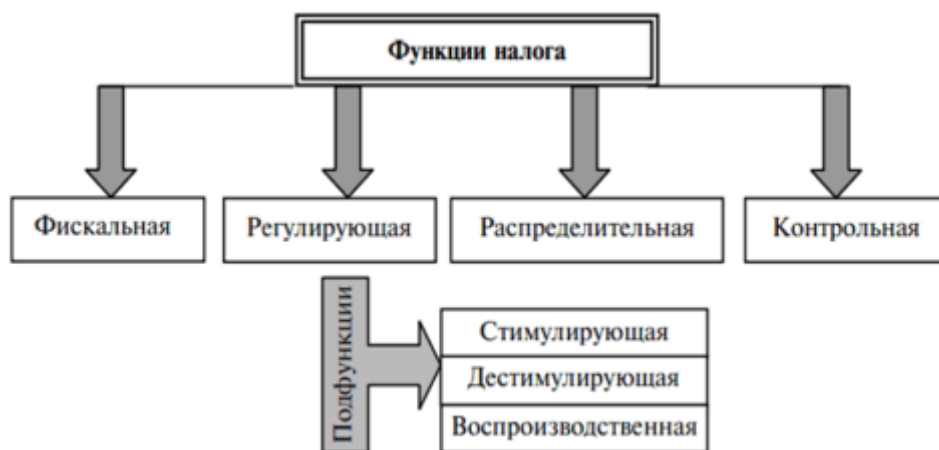 Функции налога
Фискальная
Регулирующая
Распределительная
Контрольная
Подфункции
Стимулирующая
Дестимулирующая
Воспроизводственная